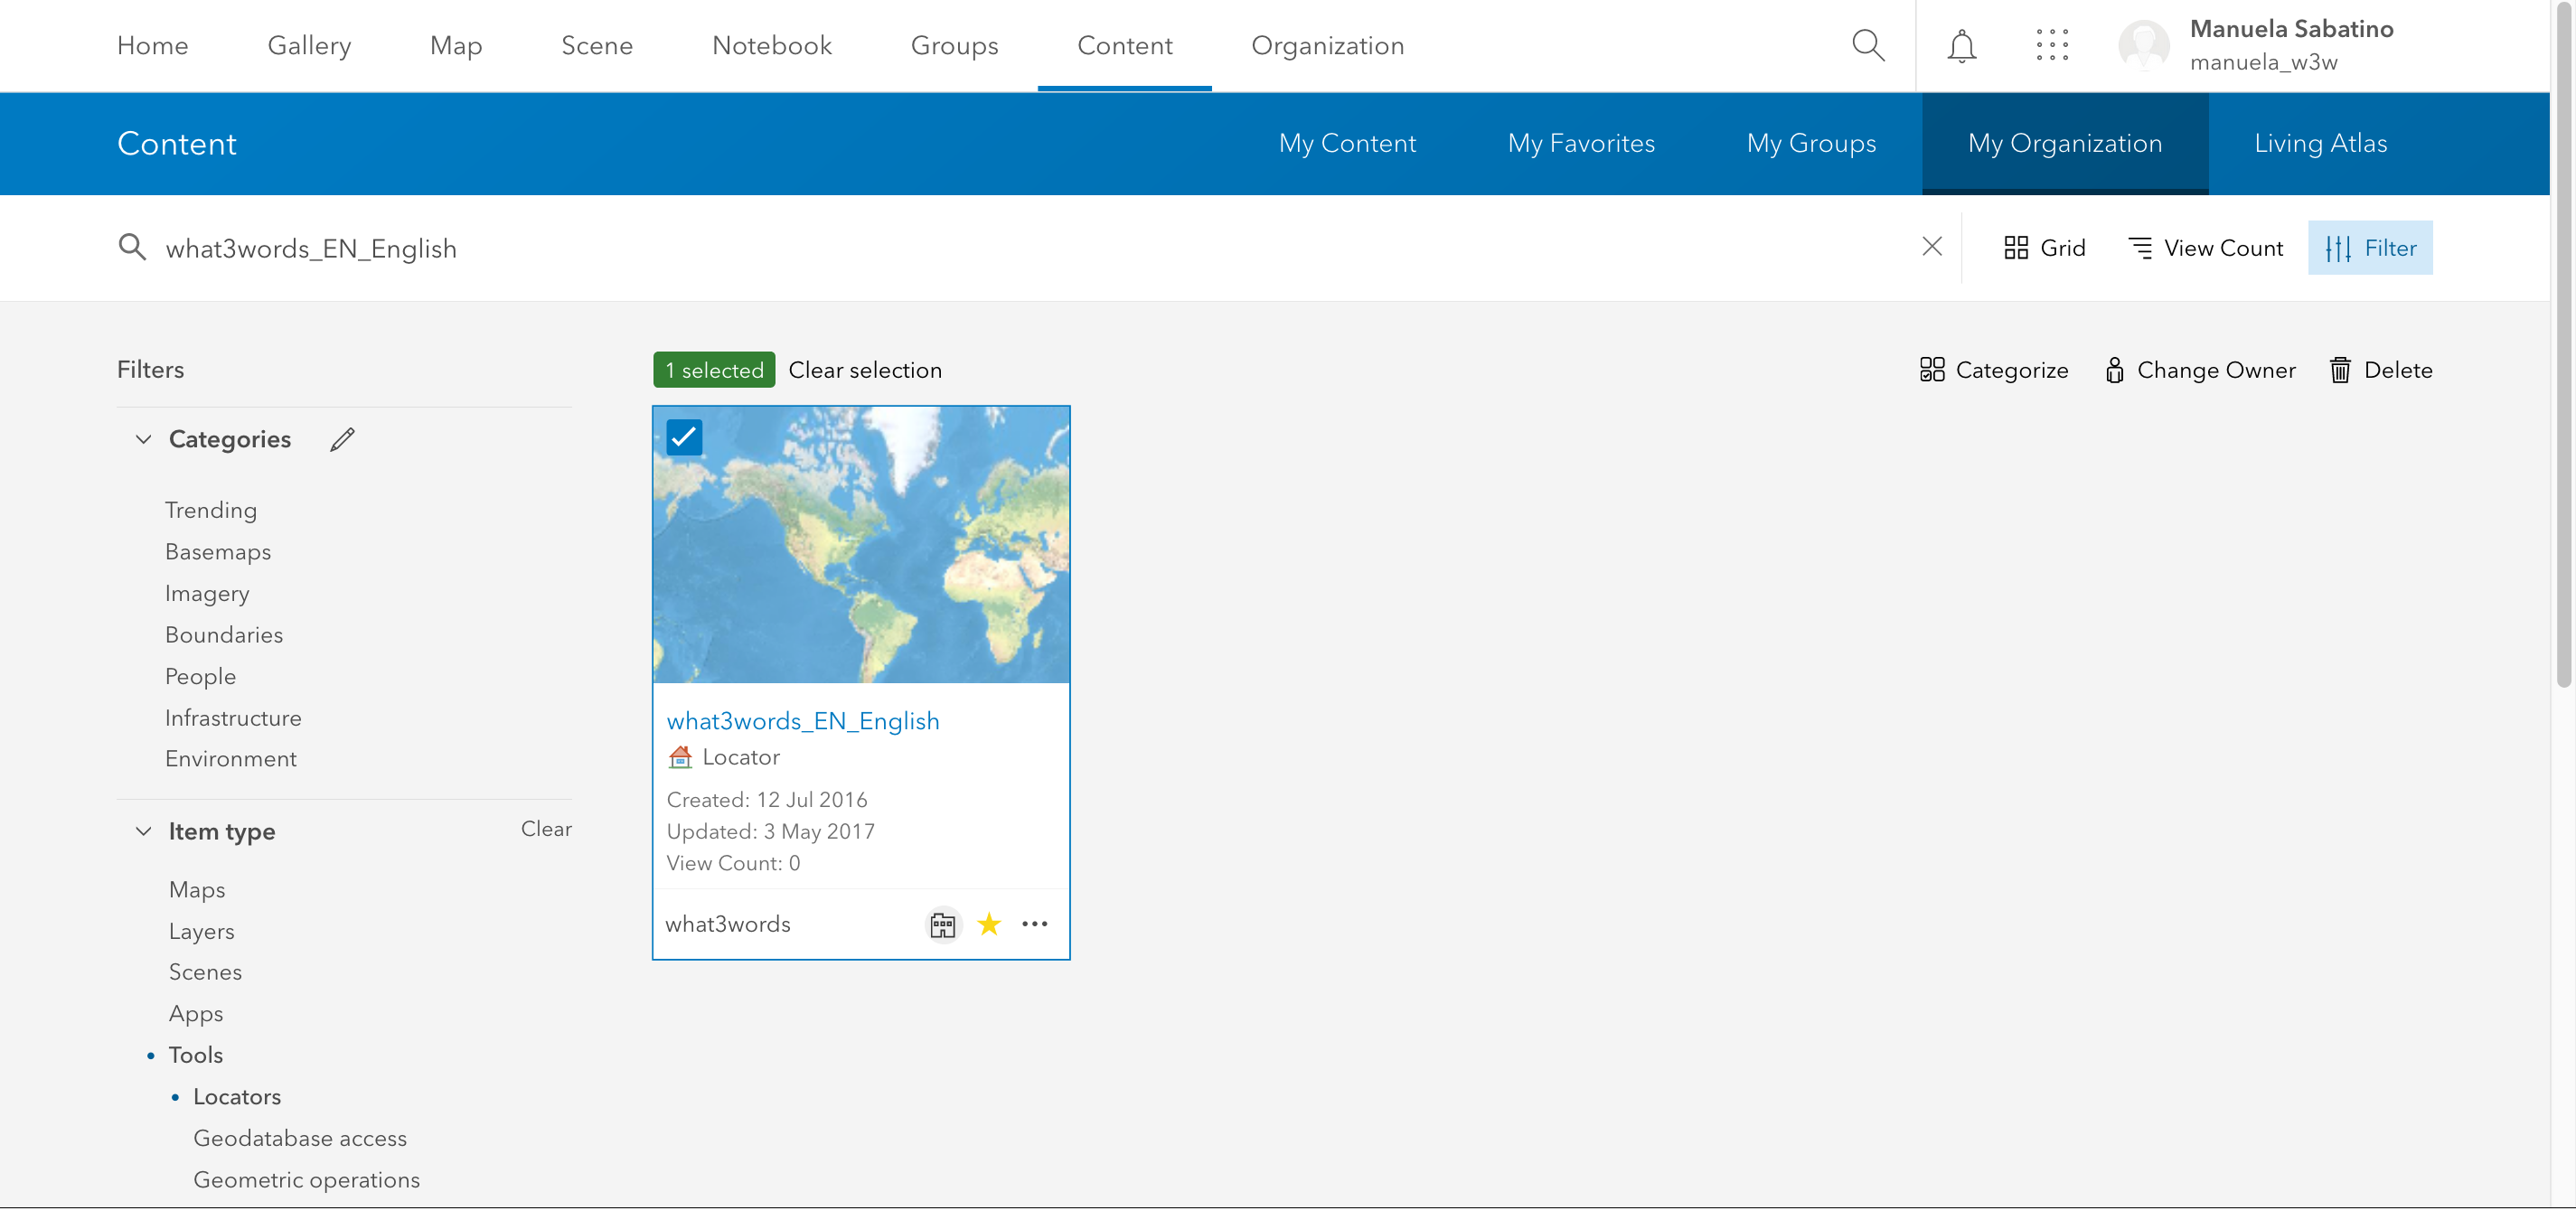 Home Gallery Map Scene Notebook Groups Content Organization
Manuela Sabatino
manuela_w3w
Content
My Content My Favorites My Groups My Organization Living Atlas
what3words_EN_English
Grid View Count Filter
Filters
1 selected Clear selection
Categorize Change Owner Delete
Categories
Trending
Basemaps
Imagery
Boundaries
People
Infrastructure
Environment
Item type Clear
Maps
Layers
Scenes
Apps
Tools
Locators
Geodatabase access
Geometric operations
what3words_EN_English
Locator
Created: 12 Jul 2016
Updated: 3 May 2017
View Count: 0
what3words